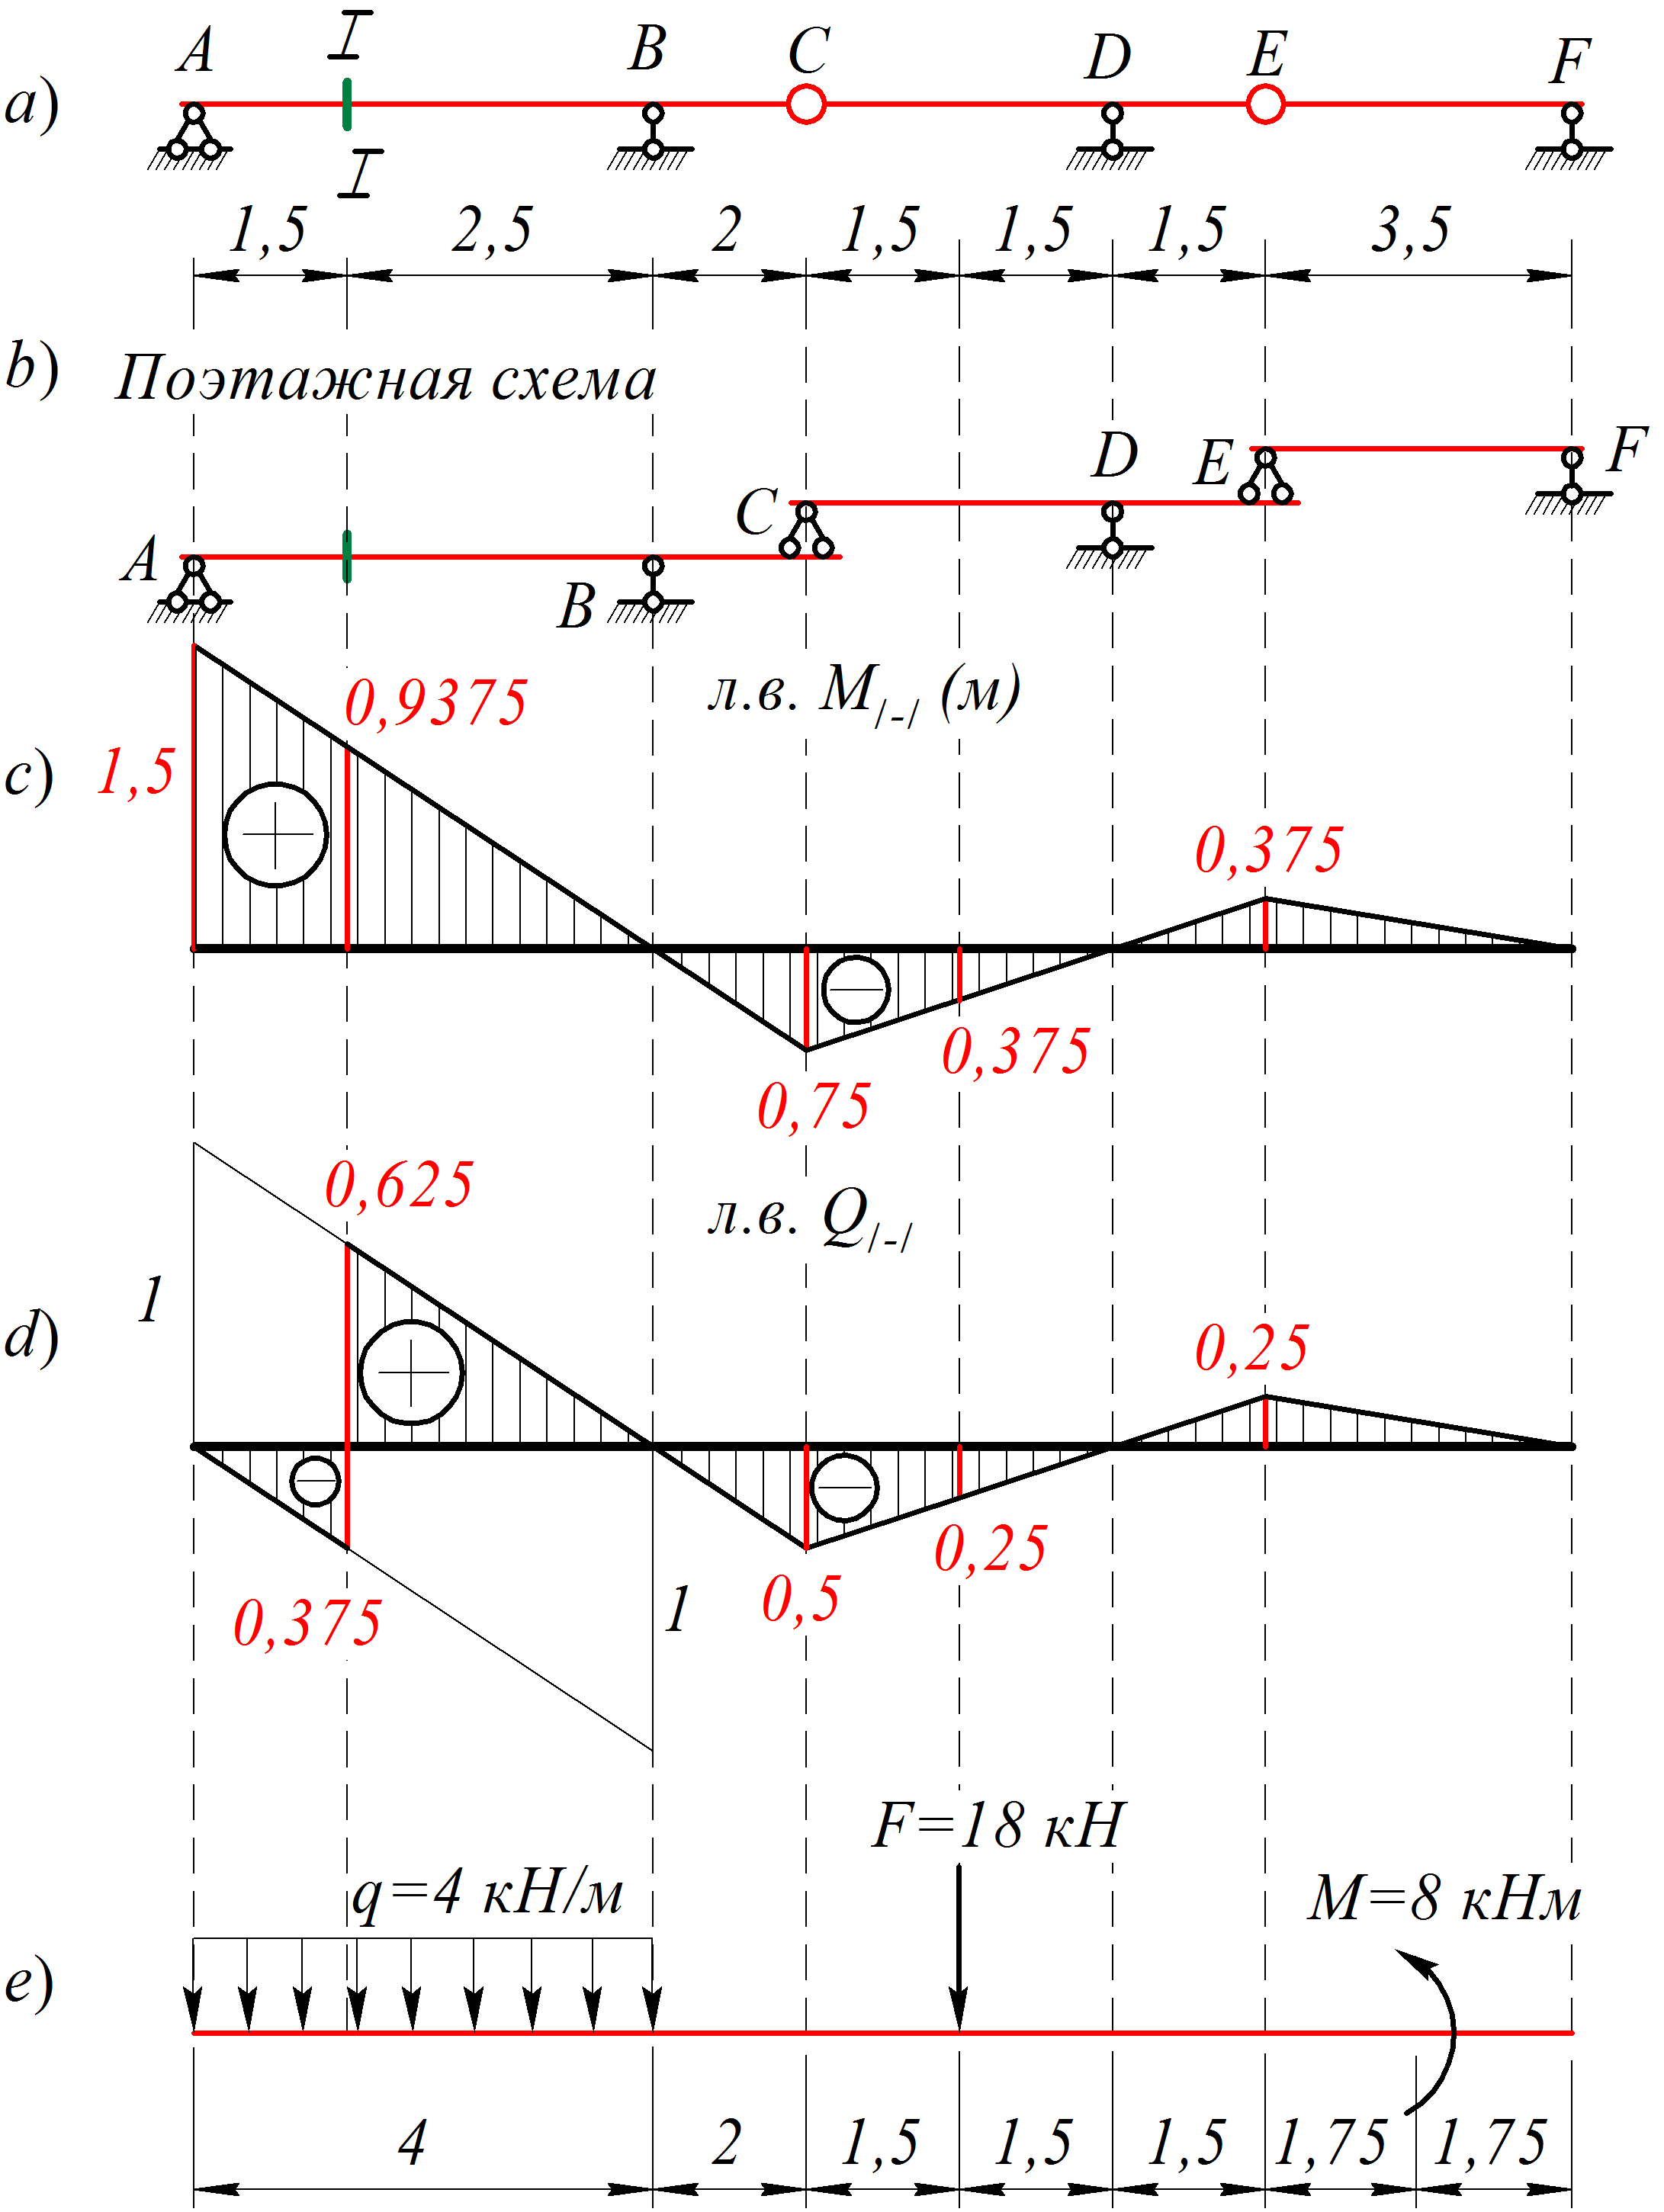 a)
I
A
B
C
D
E
F
I
1,5 2,5 2 1,5 1,5 1,5 3,5
b) Поэтажная схема
D E F
C
A
B
c)
л.в. M/-/ (м)
0,9375
1,5
0,375
0,375
0,75
d)
0,625
л.в. Q/-/
1
0,25
0,25
0,5
1
0,375
F=18 кН
q=4 кН/м
M=8 кНм
e)
4 2 1,5 1,5 1,5 1,75 1,75